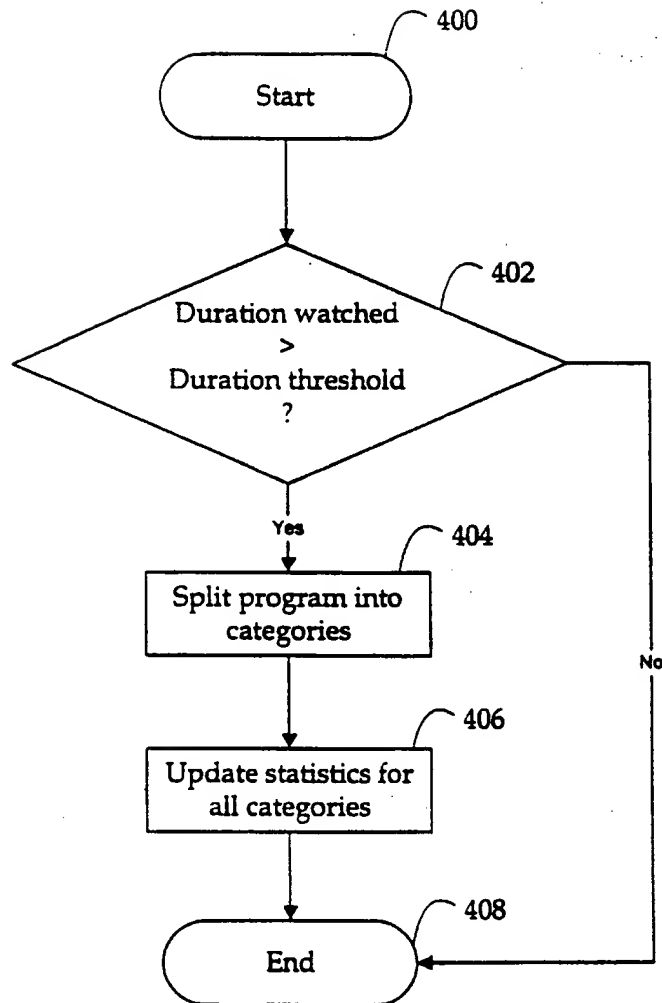 400
Start
402
Duration watched
>
Duration threshold
?
Yes
404
Split program into
categories
No
406
Update statistics for
all categories
408
End